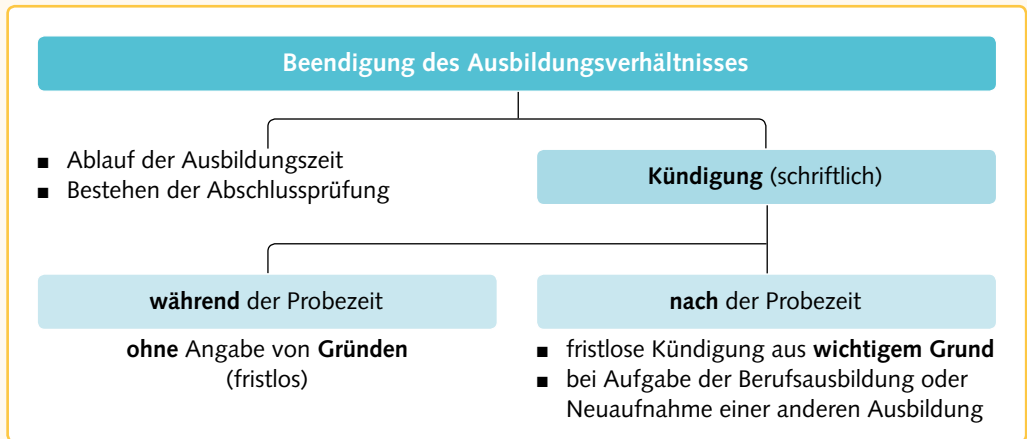 Beendigung des Ausbildungsverhältnisses
■ Ablauf der Ausbildungszeit
■ Bestehen der Abschlussprüfung
Kündigung (schriftlich)
während der Probezeit
ohne Angabe von Gründen
(fristlos)
nach der Probezeit
■ fristlose Kündigung aus wichtigem Grund
■ bei Aufgabe der Berufsausbildung oder
Neuaufnahme einer anderen Ausbildung